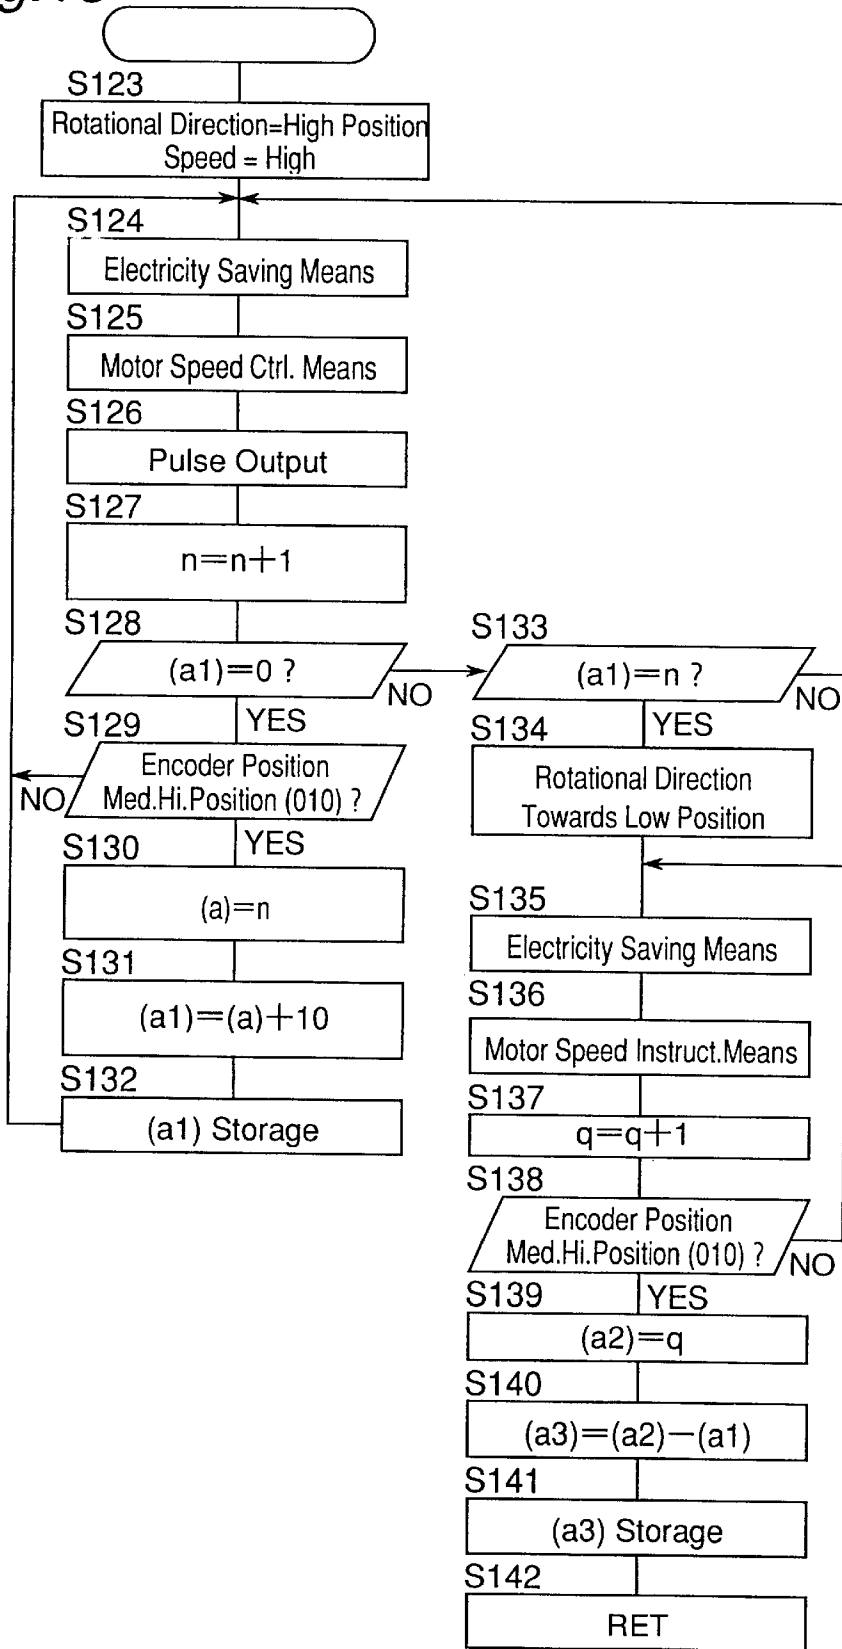 S123
Rotational Direction=High Position
Speed = High
S124
Electricity Saving Means
S125
Motor Speed Ctrl. Means
S126
Pulse Output
S127
n=n+1
S128
(a1)=0 ?
NO
YES
S129
Encoder Position
Med.Hi.Position (010) ?
NO
YES
S130
(a)=n
S131
(a1)=(a)+10
S132
(a1) Storage
S133
(a1)=n ?
NO
YES
S134
Rotational Direction
Towards Low Position
S135
Electricity Saving Means
S136
Motor Speed Instruct.Means
S137
q=q+1
S138
Encoder Position
Med.Hi.Position (010) ?
NO
YES
S139
(a2)=q
S140
(a3)=(a2)−(a1)
S141
(a3) Storage
S142
RET